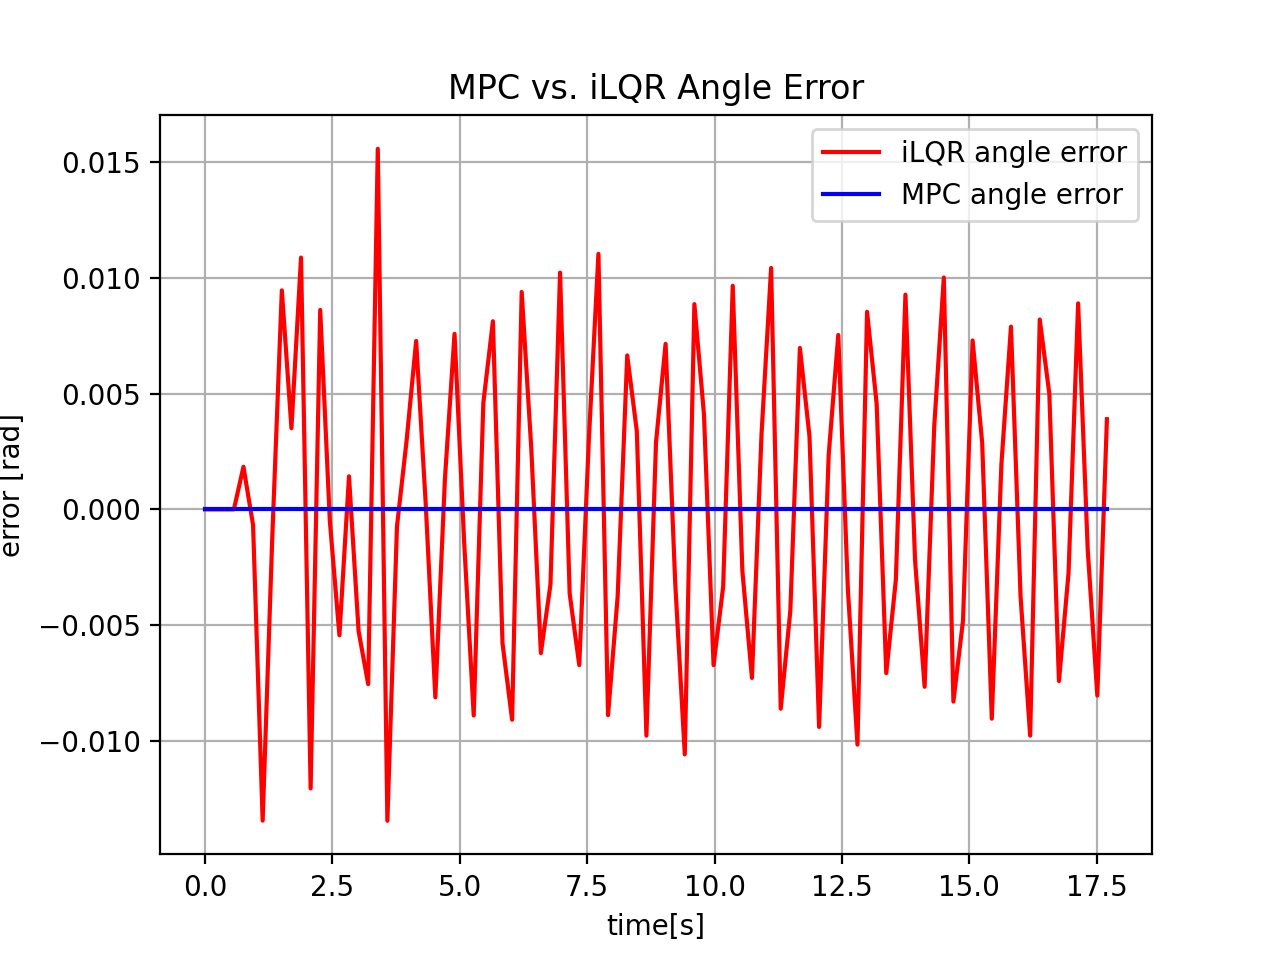 MPC vs. iLQR Angle Error
iLQR angle error
MPC angle error
0.015
0.010
0.005
0.000
−0.005
−0.010
error [rad]
0.0 2.5 5.0 7.5 10.0 12.5 15.0 17.5
time[s]